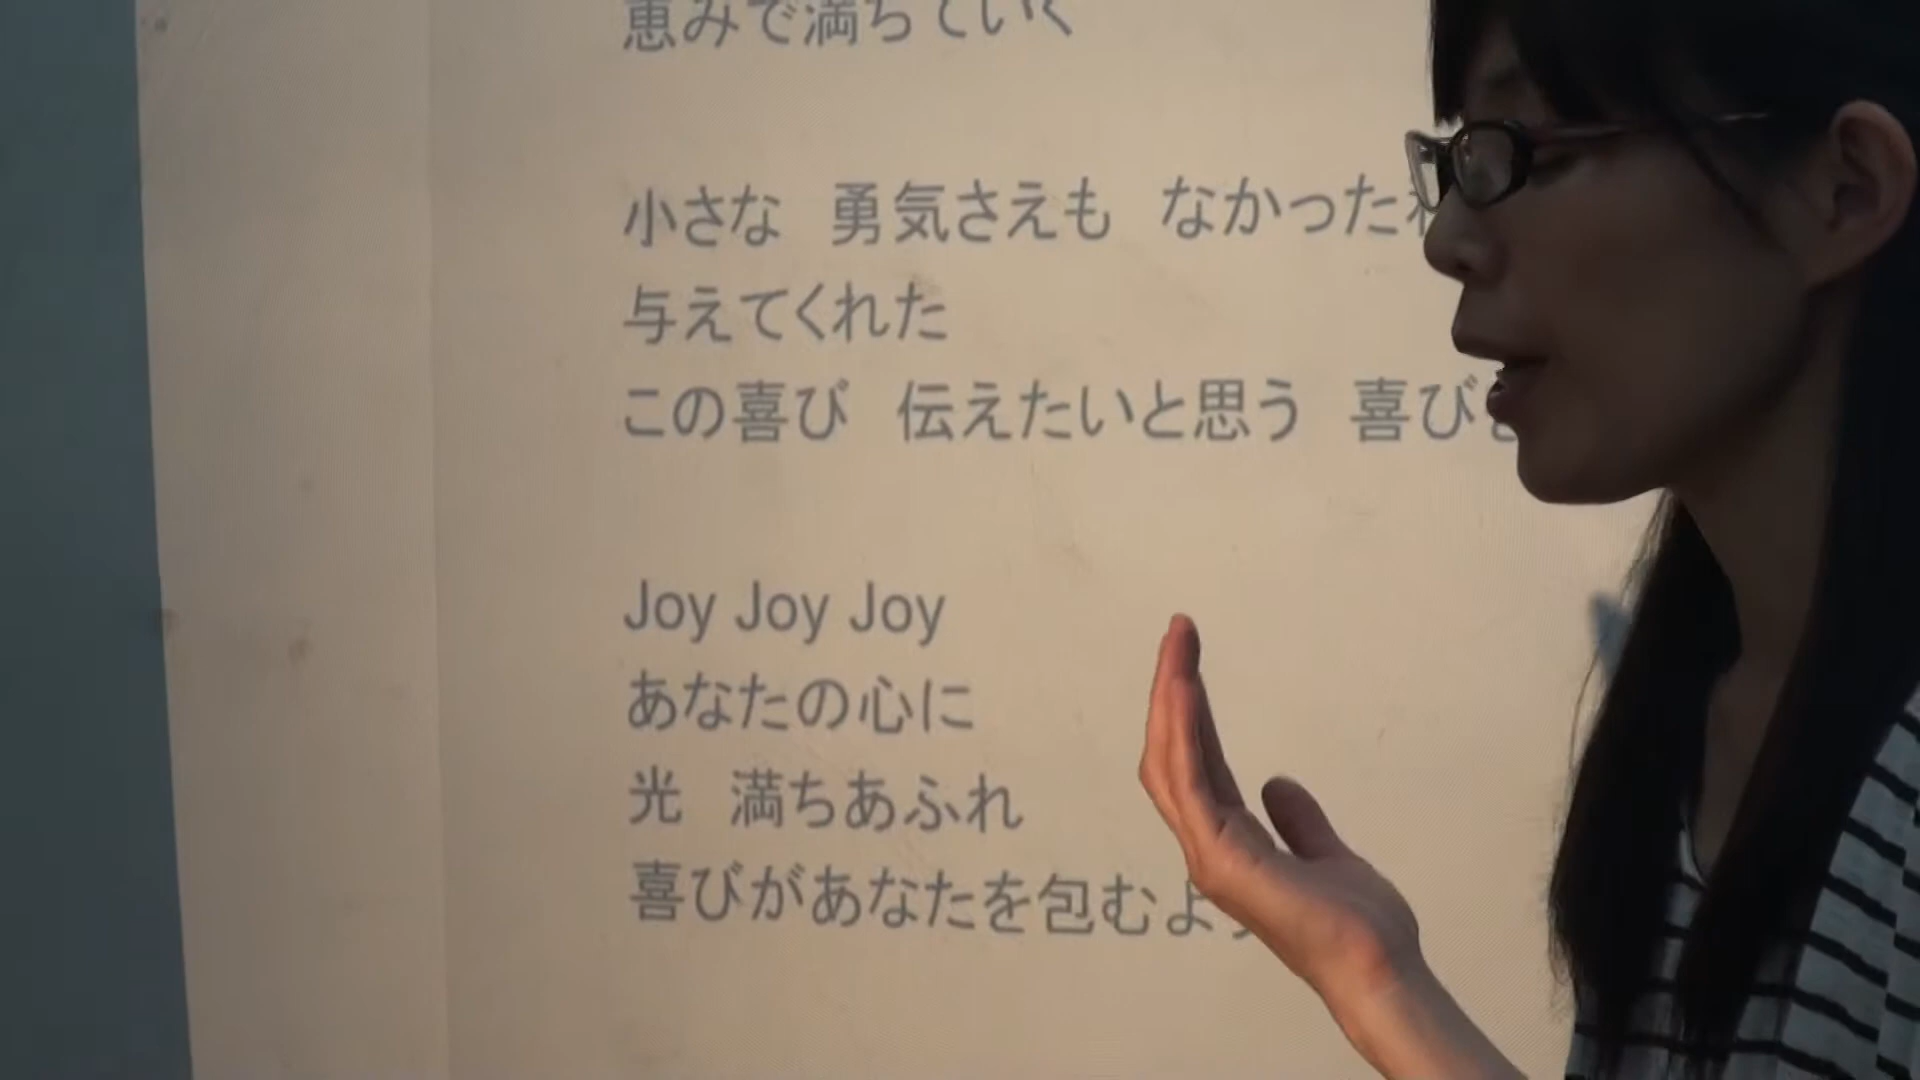 恵みで満ちていく
小さな 勇気さえも なかった
与えてくれた
この喜び 伝えたいと思う 喜び
Joy Joy Joy
あなたの心に
光 満ちあふれ
喜びがあなたを包むよ